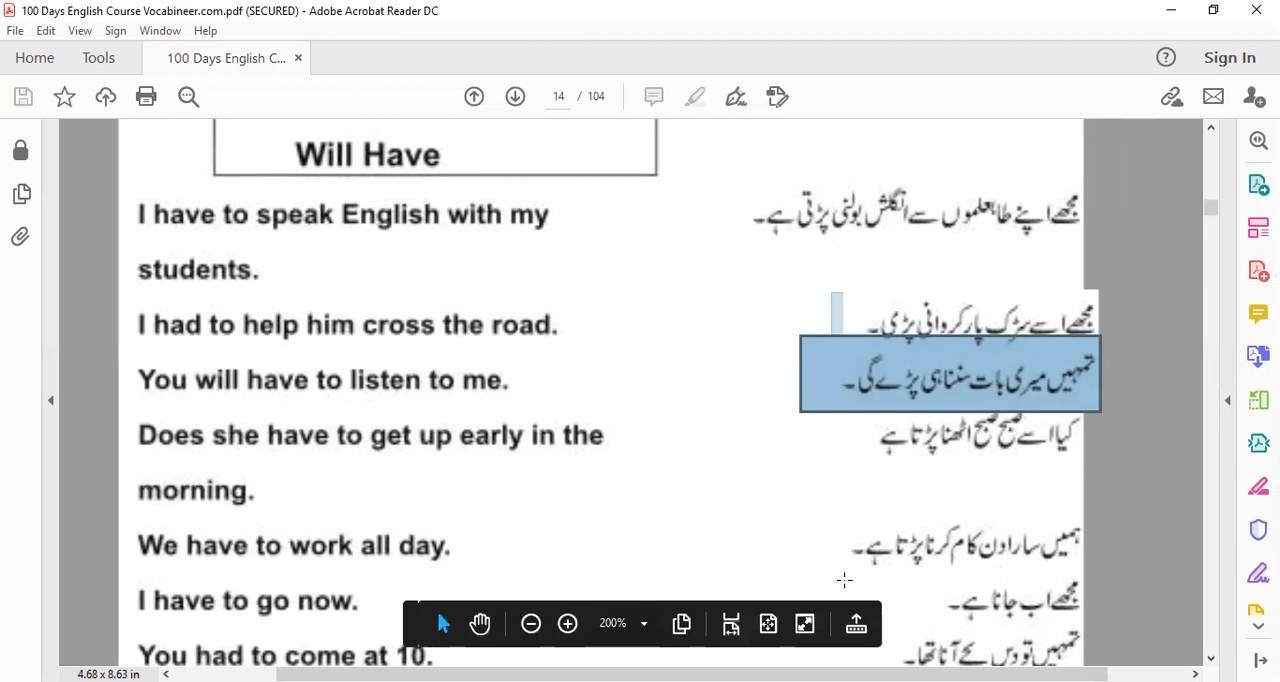 100 Days English Course Vocabineer.com.pdf (SECURED) - Adobe Acrobat Reader DC
File Edit View Sign Window Help
Home Tools 100 Days English C... × Sign In
14 / 104
Will Have
I have to speak English with my مجھے اپنے طالبعلموں سے انگلش بولنی پڑتی ہے۔
students.
I had to help him cross the road. مجھے اسے سڑک پار کروانی پڑی۔
You will have to listen to me. تمہیں میری بات سننا ہی پڑے گی۔
Does she have to get up early in the کیا اسے صبح صبح اٹھنا پڑتا ہے
morning.
We have to work all day. ہمیں سارا دن کام کرنا پڑتا ہے۔
I have to go now. مجھے اب جانا ہے۔
200%
You had to come at 10. تمہیں تو دس بجے آنا تھا۔
4.68 x 8.63 in